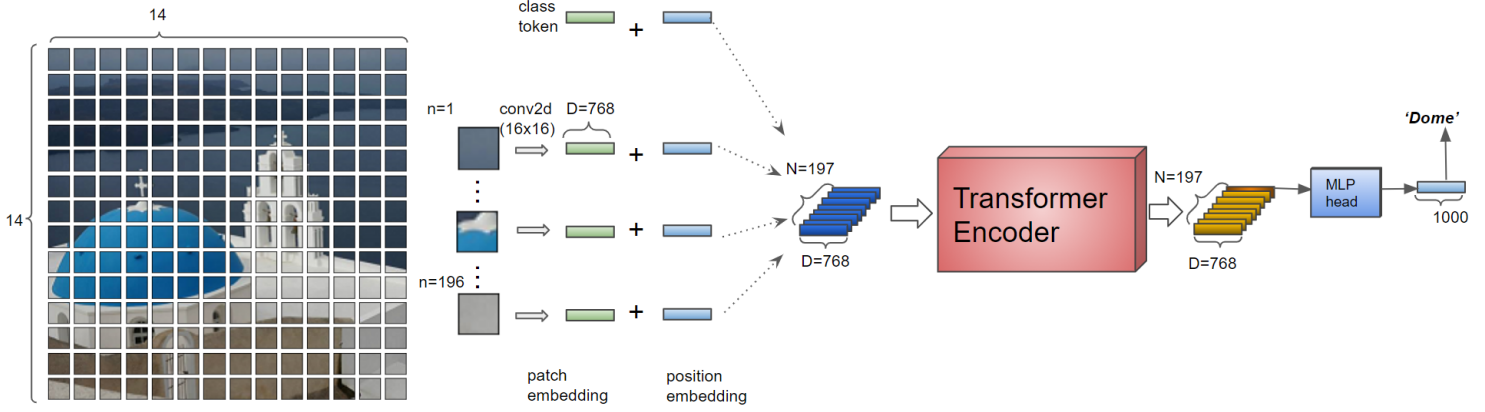 14
14
class
token
+
n=1
conv2d
(16x16)
D=768
+
+
n=196
+
patch
embedding
position
embedding
N=197
D=768
Transformer
Encoder
N=197
D=768
MLP
head
'Dome'
1000